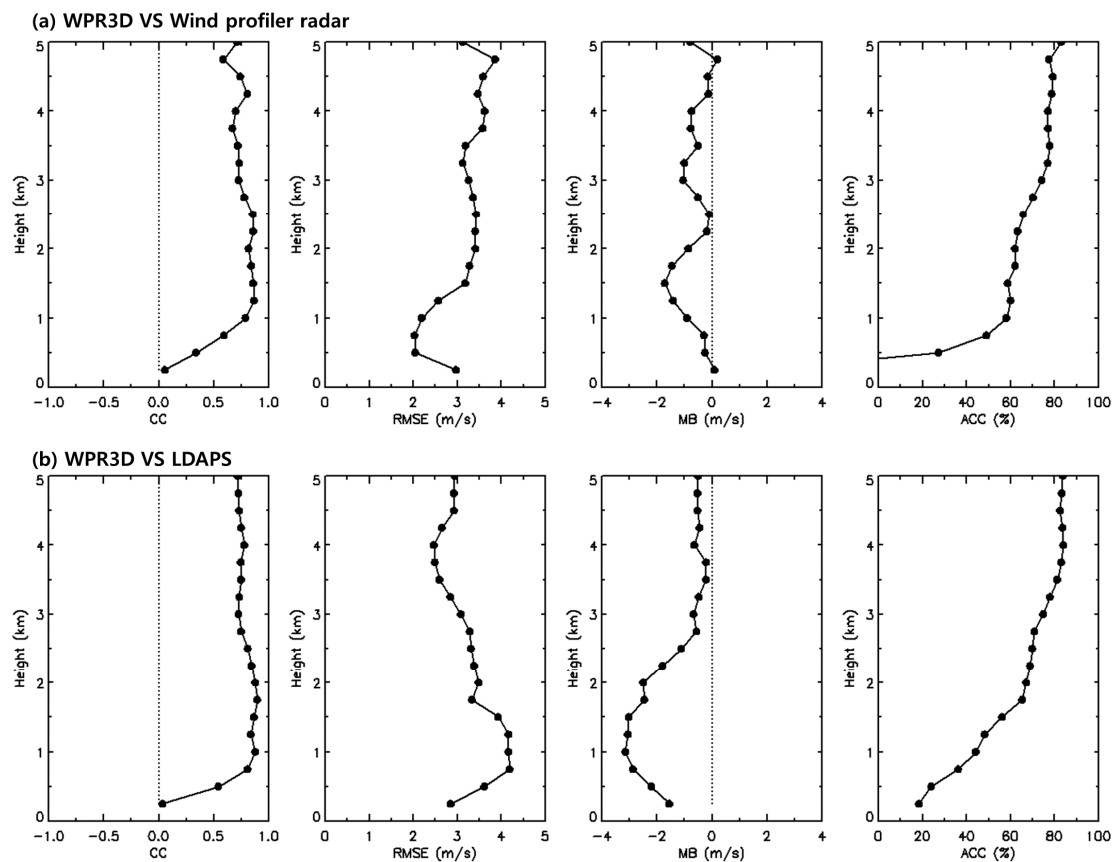 (a) WPR3D VS Wind profiler radar
5
4
3
2
1
0
Height (km)
-1.0 -0.5 0.0 0.5 1.0
CC
5
4
3
2
1
0
Height (km)
0 1 2 3 4 5
RMSE (m/s)
5
4
3
2
1
0
Height (km)
-4 -2 0 2 4
MB (m/s)
5
4
3
2
1
0
Height (km)
0 20 40 60 80 100
ACC (%)
(b) WPR3D VS LDAPS
5
4
3
2
1
0
Height (km)
-1.0 -0.5 0.0 0.5 1.0
CC
5
4
3
2
1
0
Height (km)
0 1 2 3 4 5
RMSE (m/s)
5
4
3
2
1
0
Height (km)
-4 -2 0 2 4
MB (m/s)
5
4
3
2
1
0
Height (km)
0 20 40 60 80 100
ACC (%)